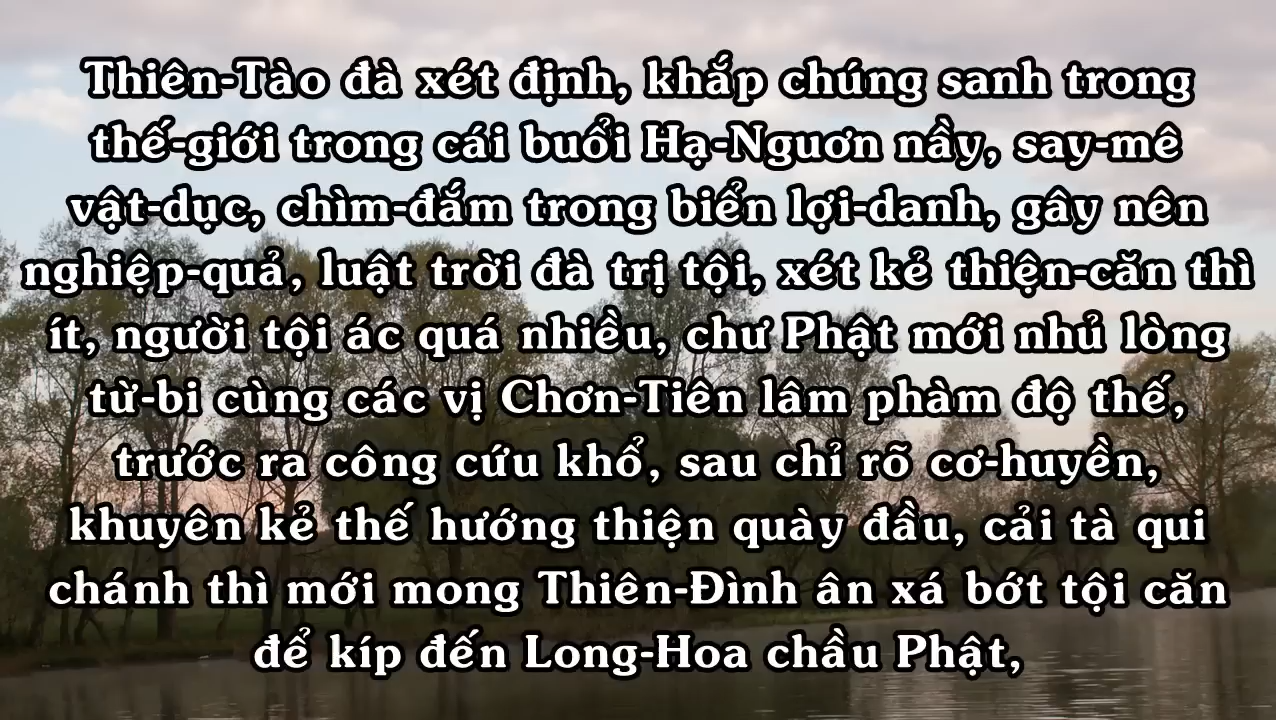 Thiên-Tào đà xét định, khắp chúng sanh trong
thế-giới trong cái buổi Hạ-Nguơn nầy, say-mê
vật-dục, chìm-đắm trong biển lợi-danh, gây nên
nghiệp-quả, luật trời đà trị tội, xét kẻ thiện-căn thì
ít, người tội ác quá nhiều, chư Phật mới nhủ lòng
từ-bi cùng các vị Chơn-Tiên lâm phàm độ thế,
trước ra công cứu khổ, sau chỉ rõ cơ-huyền,
khuyên kẻ thế hướng thiện quày đầu, cải tà qui
chánh thì mới mong Thiên-Đình ân xá bớt tội căn
để kíp đến Long-Hoa chầu Phật,